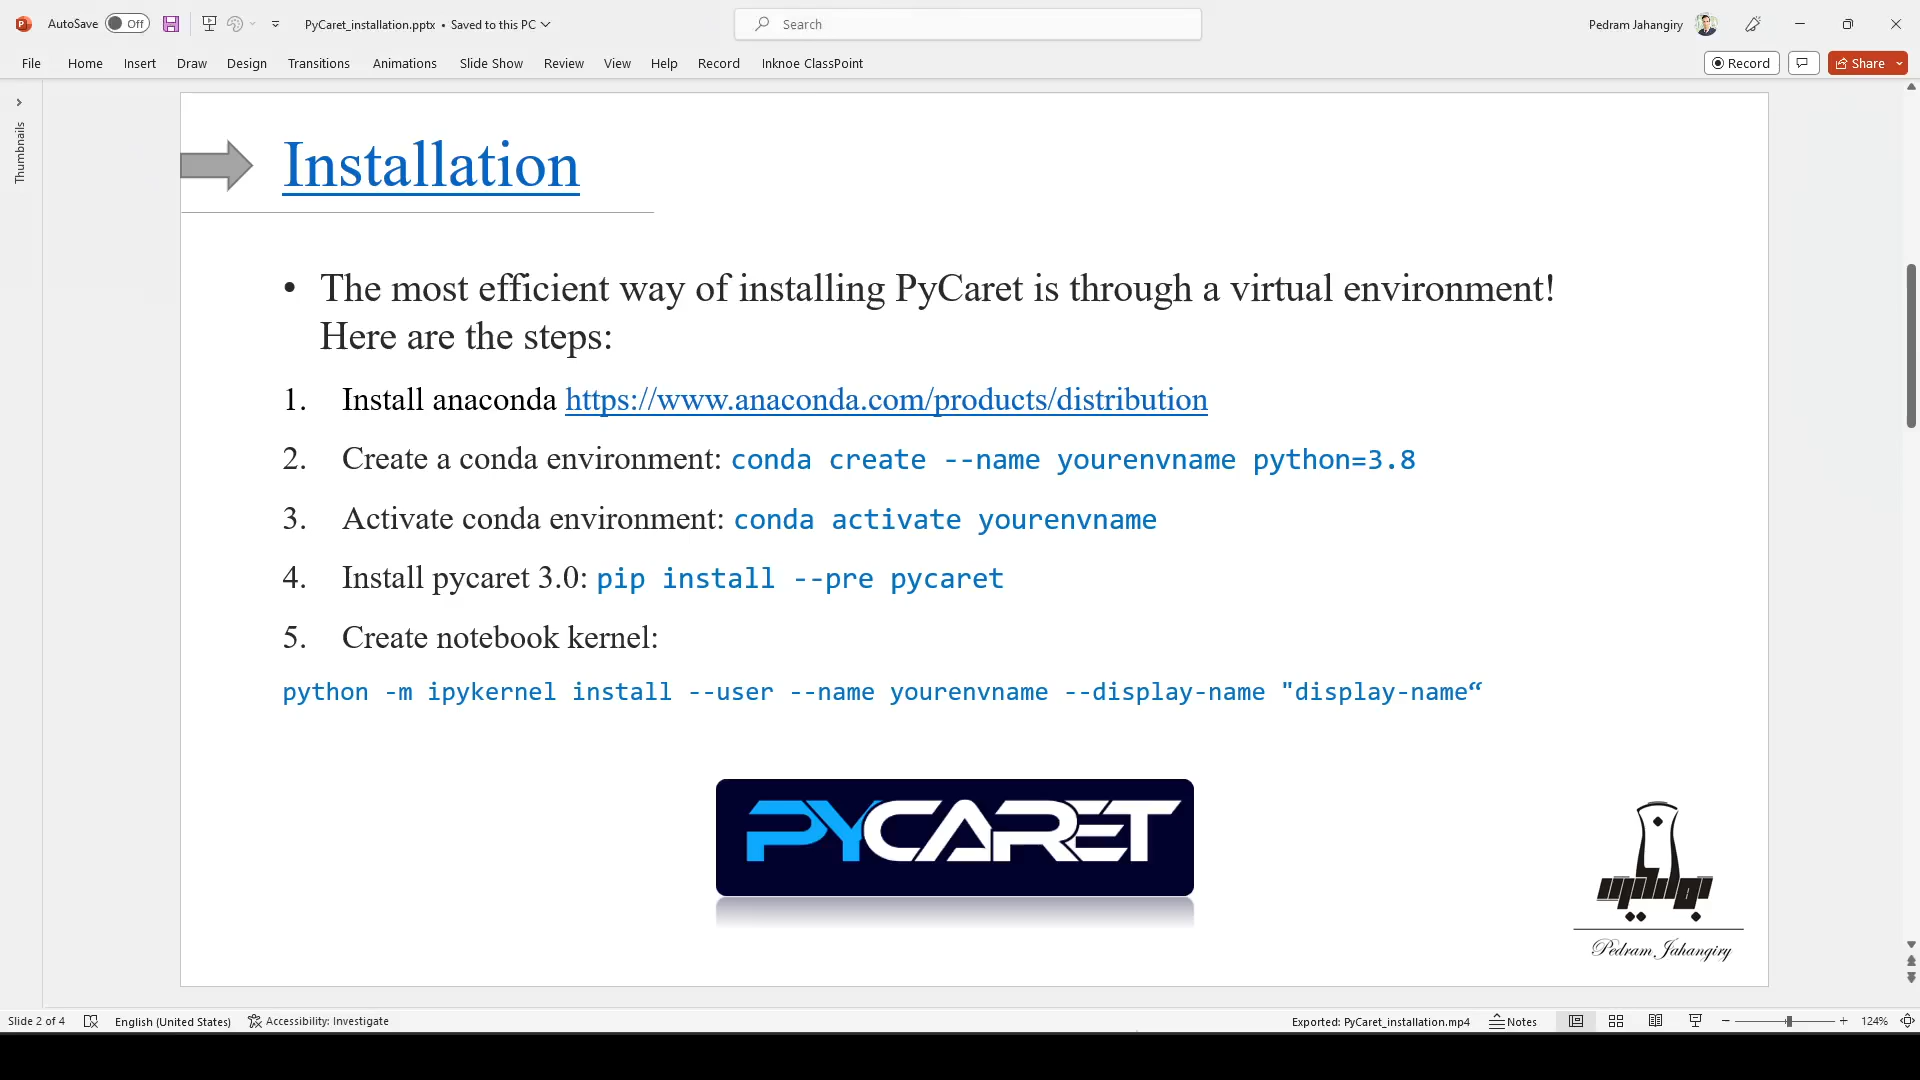 AutoSave Off PyCaret_installation.pptx • Saved to this PC Search Pedram Jahangiry
File Home Insert Draw Design Transitions Animations Slide Show Review View Help Record Inknoe ClassPoint Record Share
Thumbnails
Installation
• The most efficient way of installing PyCaret is through a virtual environment!
Here are the steps:
1. Install anaconda https://www.anaconda.com/products/distribution
2. Create a conda environment: conda create --name yourenvname python=3.8
3. Activate conda environment: conda activate yourenvname
4. Install pycaret 3.0: pip install --pre pycaret
5. Create notebook kernel:
python -m ipykernel install --user --name yourenvname --display-name "display-name“
PYCARET
Pedram Jahangiry
Slide 2 of 4 English (United States) Accessibility: Investigate Exported: PyCaret_installation.mp4 Notes 124%